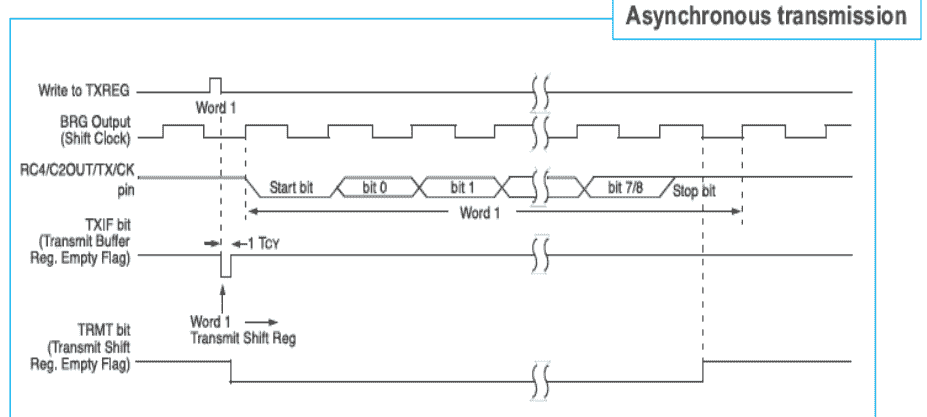 Asynchronous transmission
Write to TXREG
Word 1
BRG Output
(Shift Clock)
RC4/C2OUT/TX/CK
pin
Start bit
bit 0
bit 1
bit 7/8
Stop bit
Word 1
TXIF bit
(Transmit Buffer
Reg. Empty Flag)
1 TCY
Word 1
Transmit Shift Reg
TRMT bit
(Transmit Shift
Reg. Empty Flag)